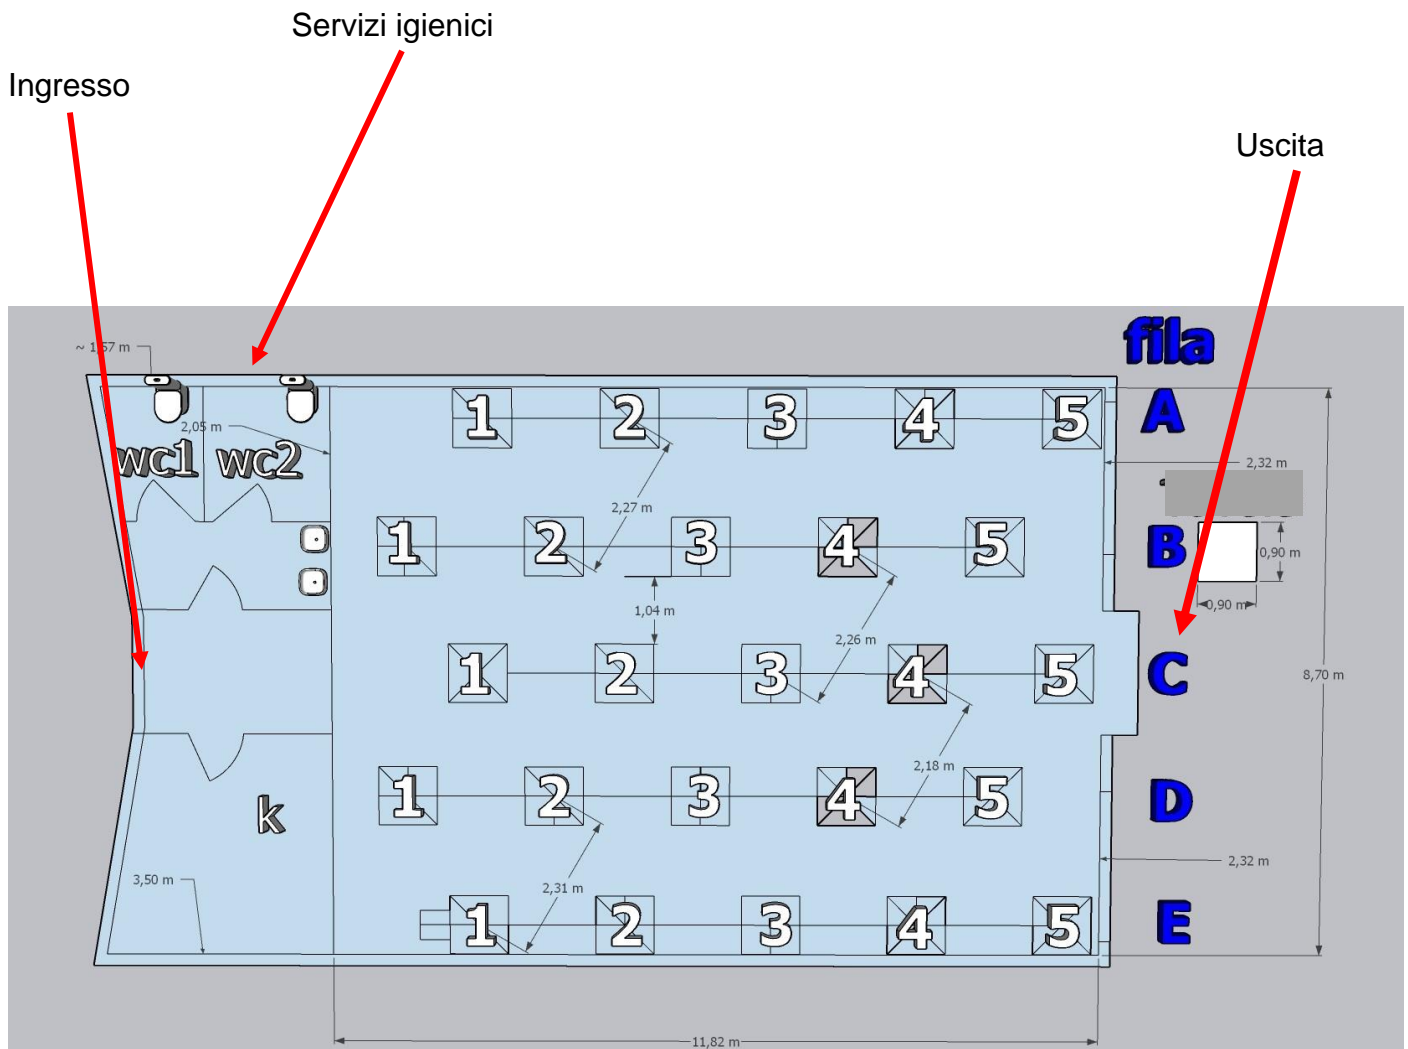 Servizi igienici
Ingresso
Uscita
fila
~ 1,67 m
1 2 3 4 5 A
2,05 m
wc1 wc2
2,32 m
2,27 m
1 2 3 4 5 B
0,90 m
0,90 m
1,04 m
2,26 m
1 2 3 4 5 C
8,70 m
2,18 m
1 2 3 4 5 D
k
2,32 m
3,50 m
2,31 m
1 2 3 4 5 E
11,82 m